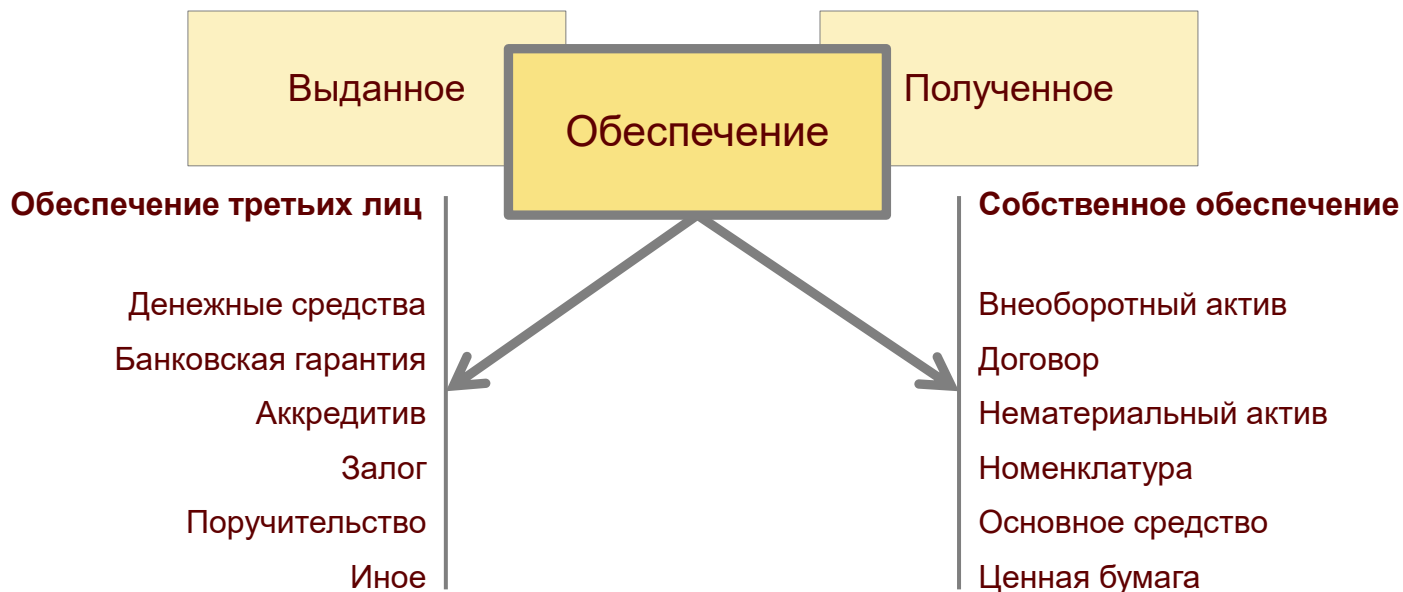 Выданное
Обеспечение
Полученное
Обеспечение третьих лиц
Денежные средства
Банковская гарантия
Аккредитив
Залог
Поручительство
Иное
Собственное обеспечение
Внеоборотный актив
Договор
Нематериальный актив
Номенклатура
Основное средство
Ценная бумага